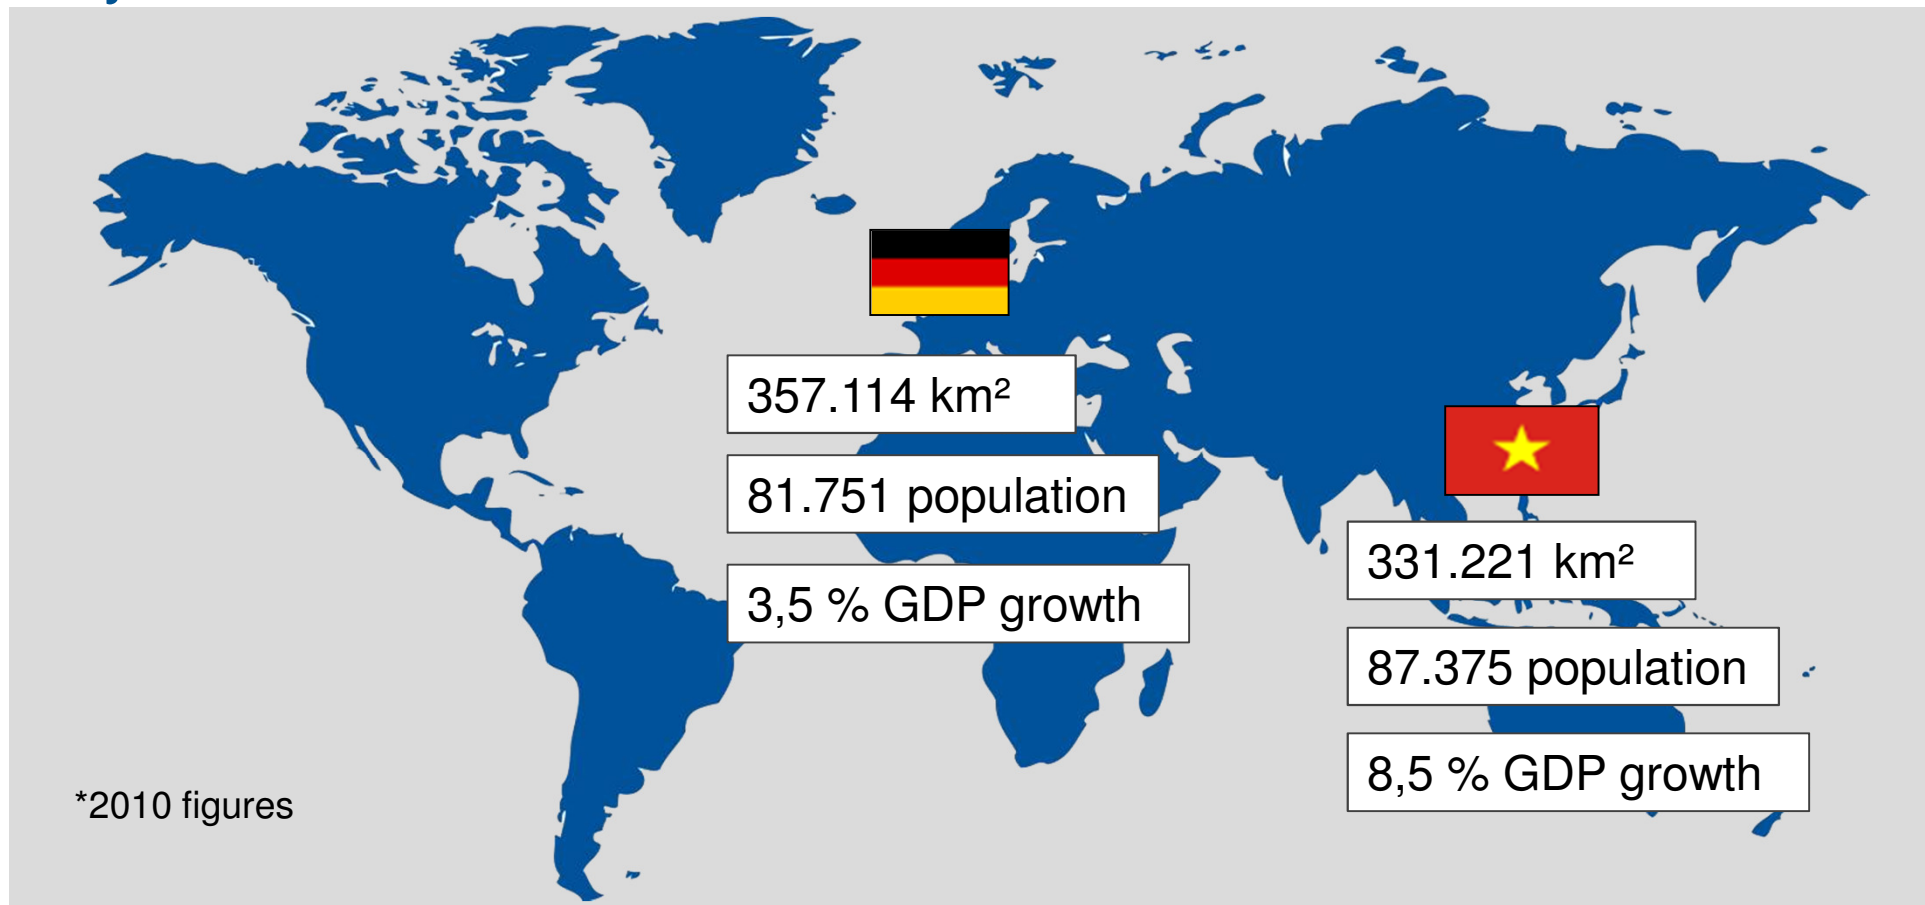 357.114 km²
81.751 population
3,5 % GDP growth
331.221 km²
87.375 population
8,5 % GDP growth
*2010 figures